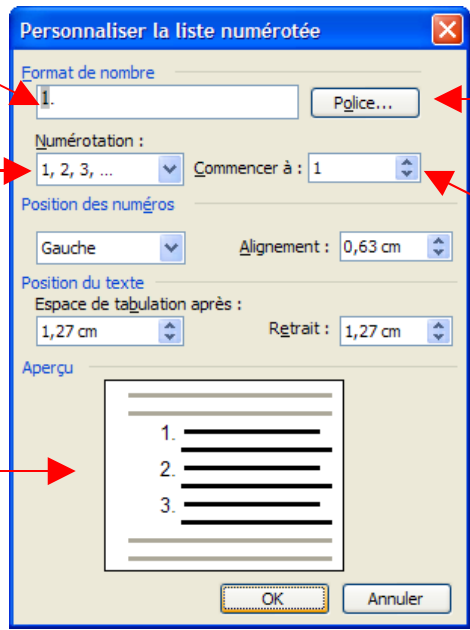 Personnaliser la liste numérotée
Format de nombre
1.
Police...
Numérotation :
1, 2, 3, ...
Commencer à : 1
Position des numéros
Gauche
Alignement : 0,63 cm
Position du texte
Espace de tabulation après :
1,27 cm
Retrait : 1,27 cm
Aperçu
1.
2.
3.
OK
Annuler